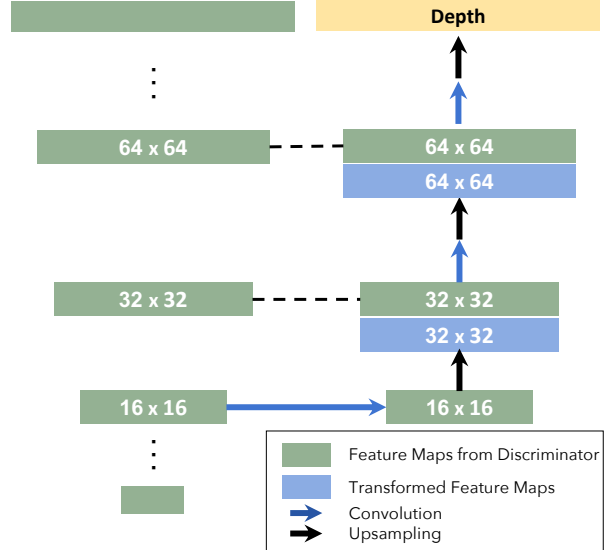 Depth
64 x 64
64 x 64
64 x 64
32 x 32
32 x 32
32 x 32
16 x 16
16 x 16
Feature Maps from Discriminator
Transformed Feature Maps
Convolution
Upsampling